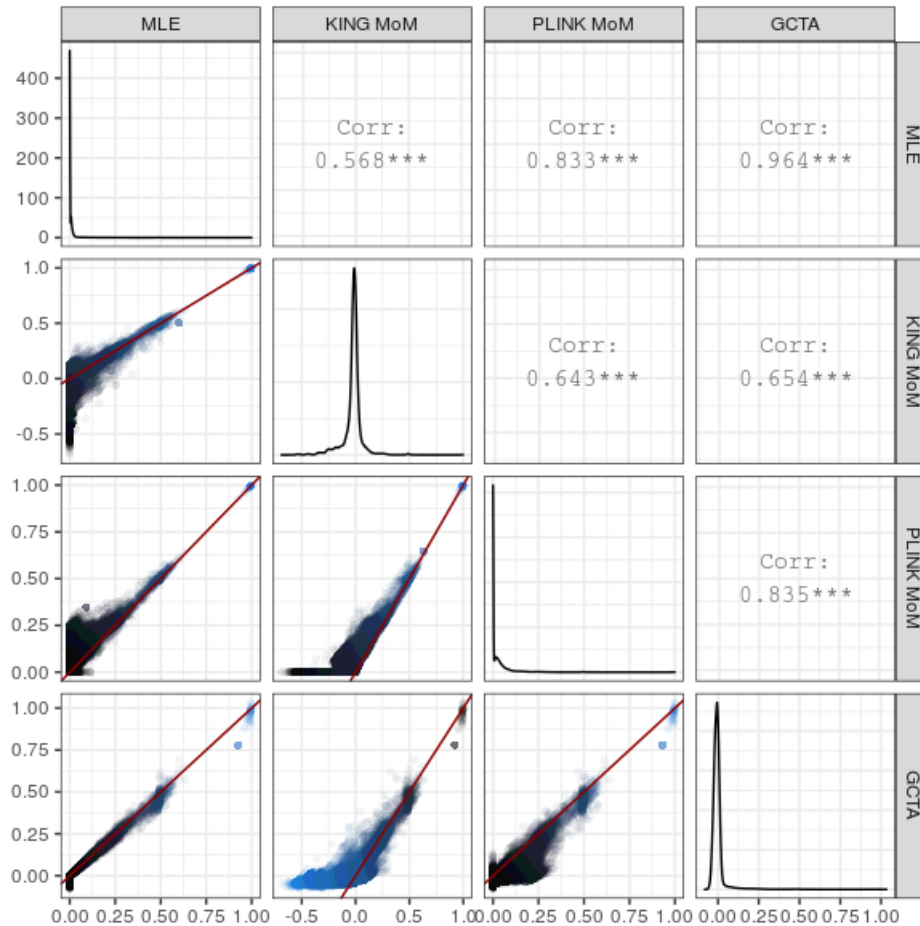 MLE KING MoM PLINK MoM GCTA
400
300
200
100
0
Corr:
0.568***
Corr:
0.833***
Corr:
0.964***
MLE
1.0
0.5
0.0
-0.5
Corr:
0.643***
Corr:
0.654***
KING MoM
1.00
0.75
0.50
0.25
0.00
Corr:
0.835***
PLINK MoM
1.00
0.75
0.50
0.25
0.00
GCTA
0.00 0.25 0.50 0.75 1.00
-0.5 0.0 0.5 1.0
0.00 0.25 0.50 0.75 1.00
0.00 0.25 0.50 0.75 1.00